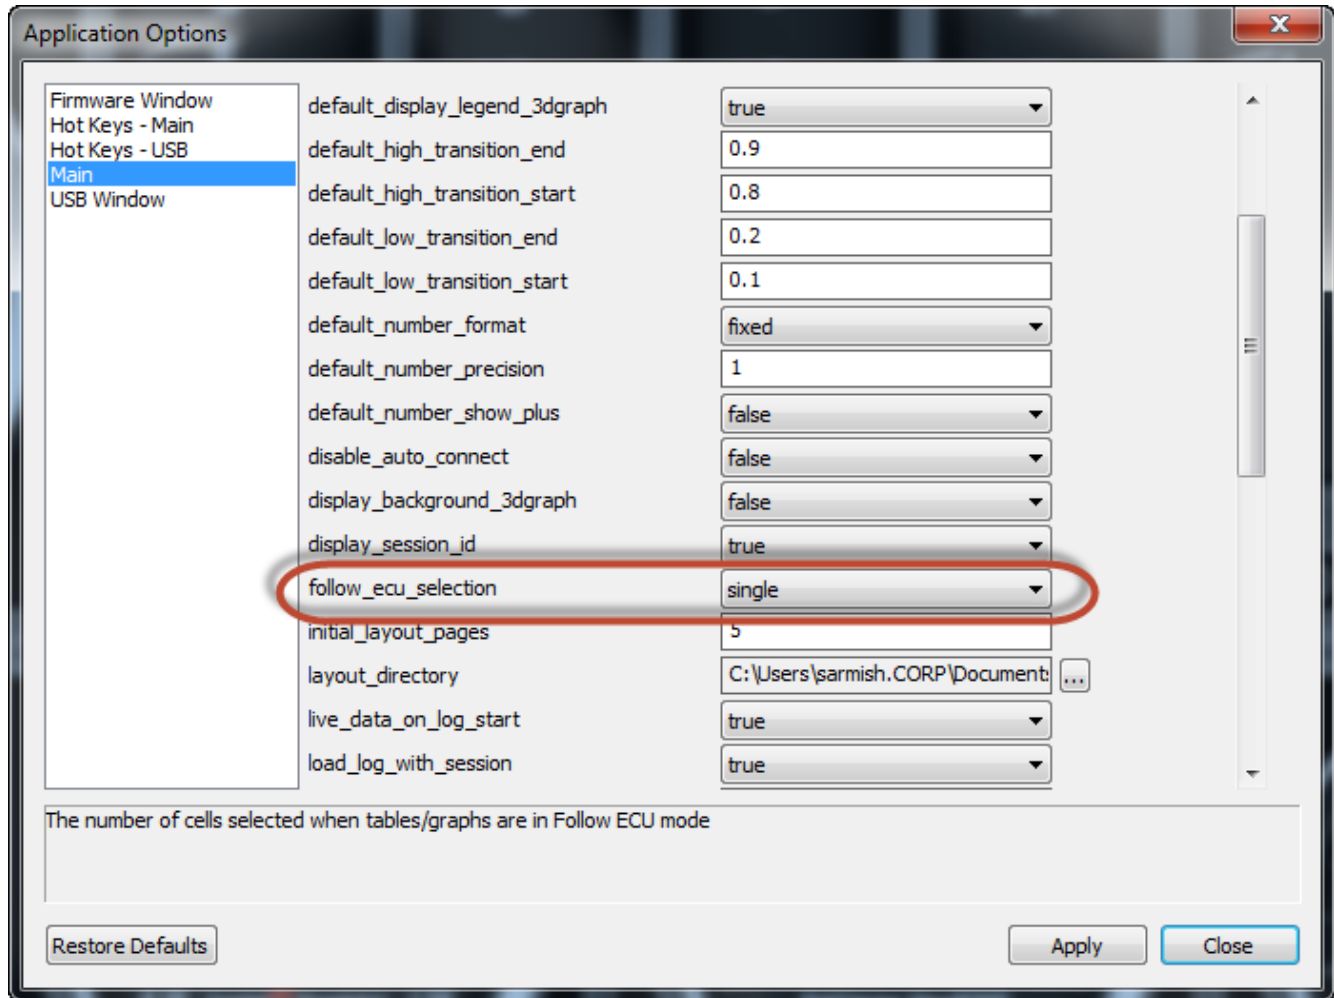 Application Options
Firmware Window
Hot Keys - Main
Hot Keys - USB
Main
USB Window
default_display_legend_3dgraph true
default_high_transition_end 0.9
default_high_transition_start 0.8
default_low_transition_end 0.2
default_low_transition_start 0.1
default_number_format fixed
default_number_precision 1
default_number_show_plus false
disable_auto_connect false
display_background_3dgraph false
display_session_id true
follow_ecu_selection single
initial_layout_pages 5
layout_directory C:\Users\sarmish.CORP\Documents ...
live_data_on_log_start true
load_log_with_session true
The number of cells selected when tables/graphs are in Follow ECU mode
Restore Defaults Apply Close